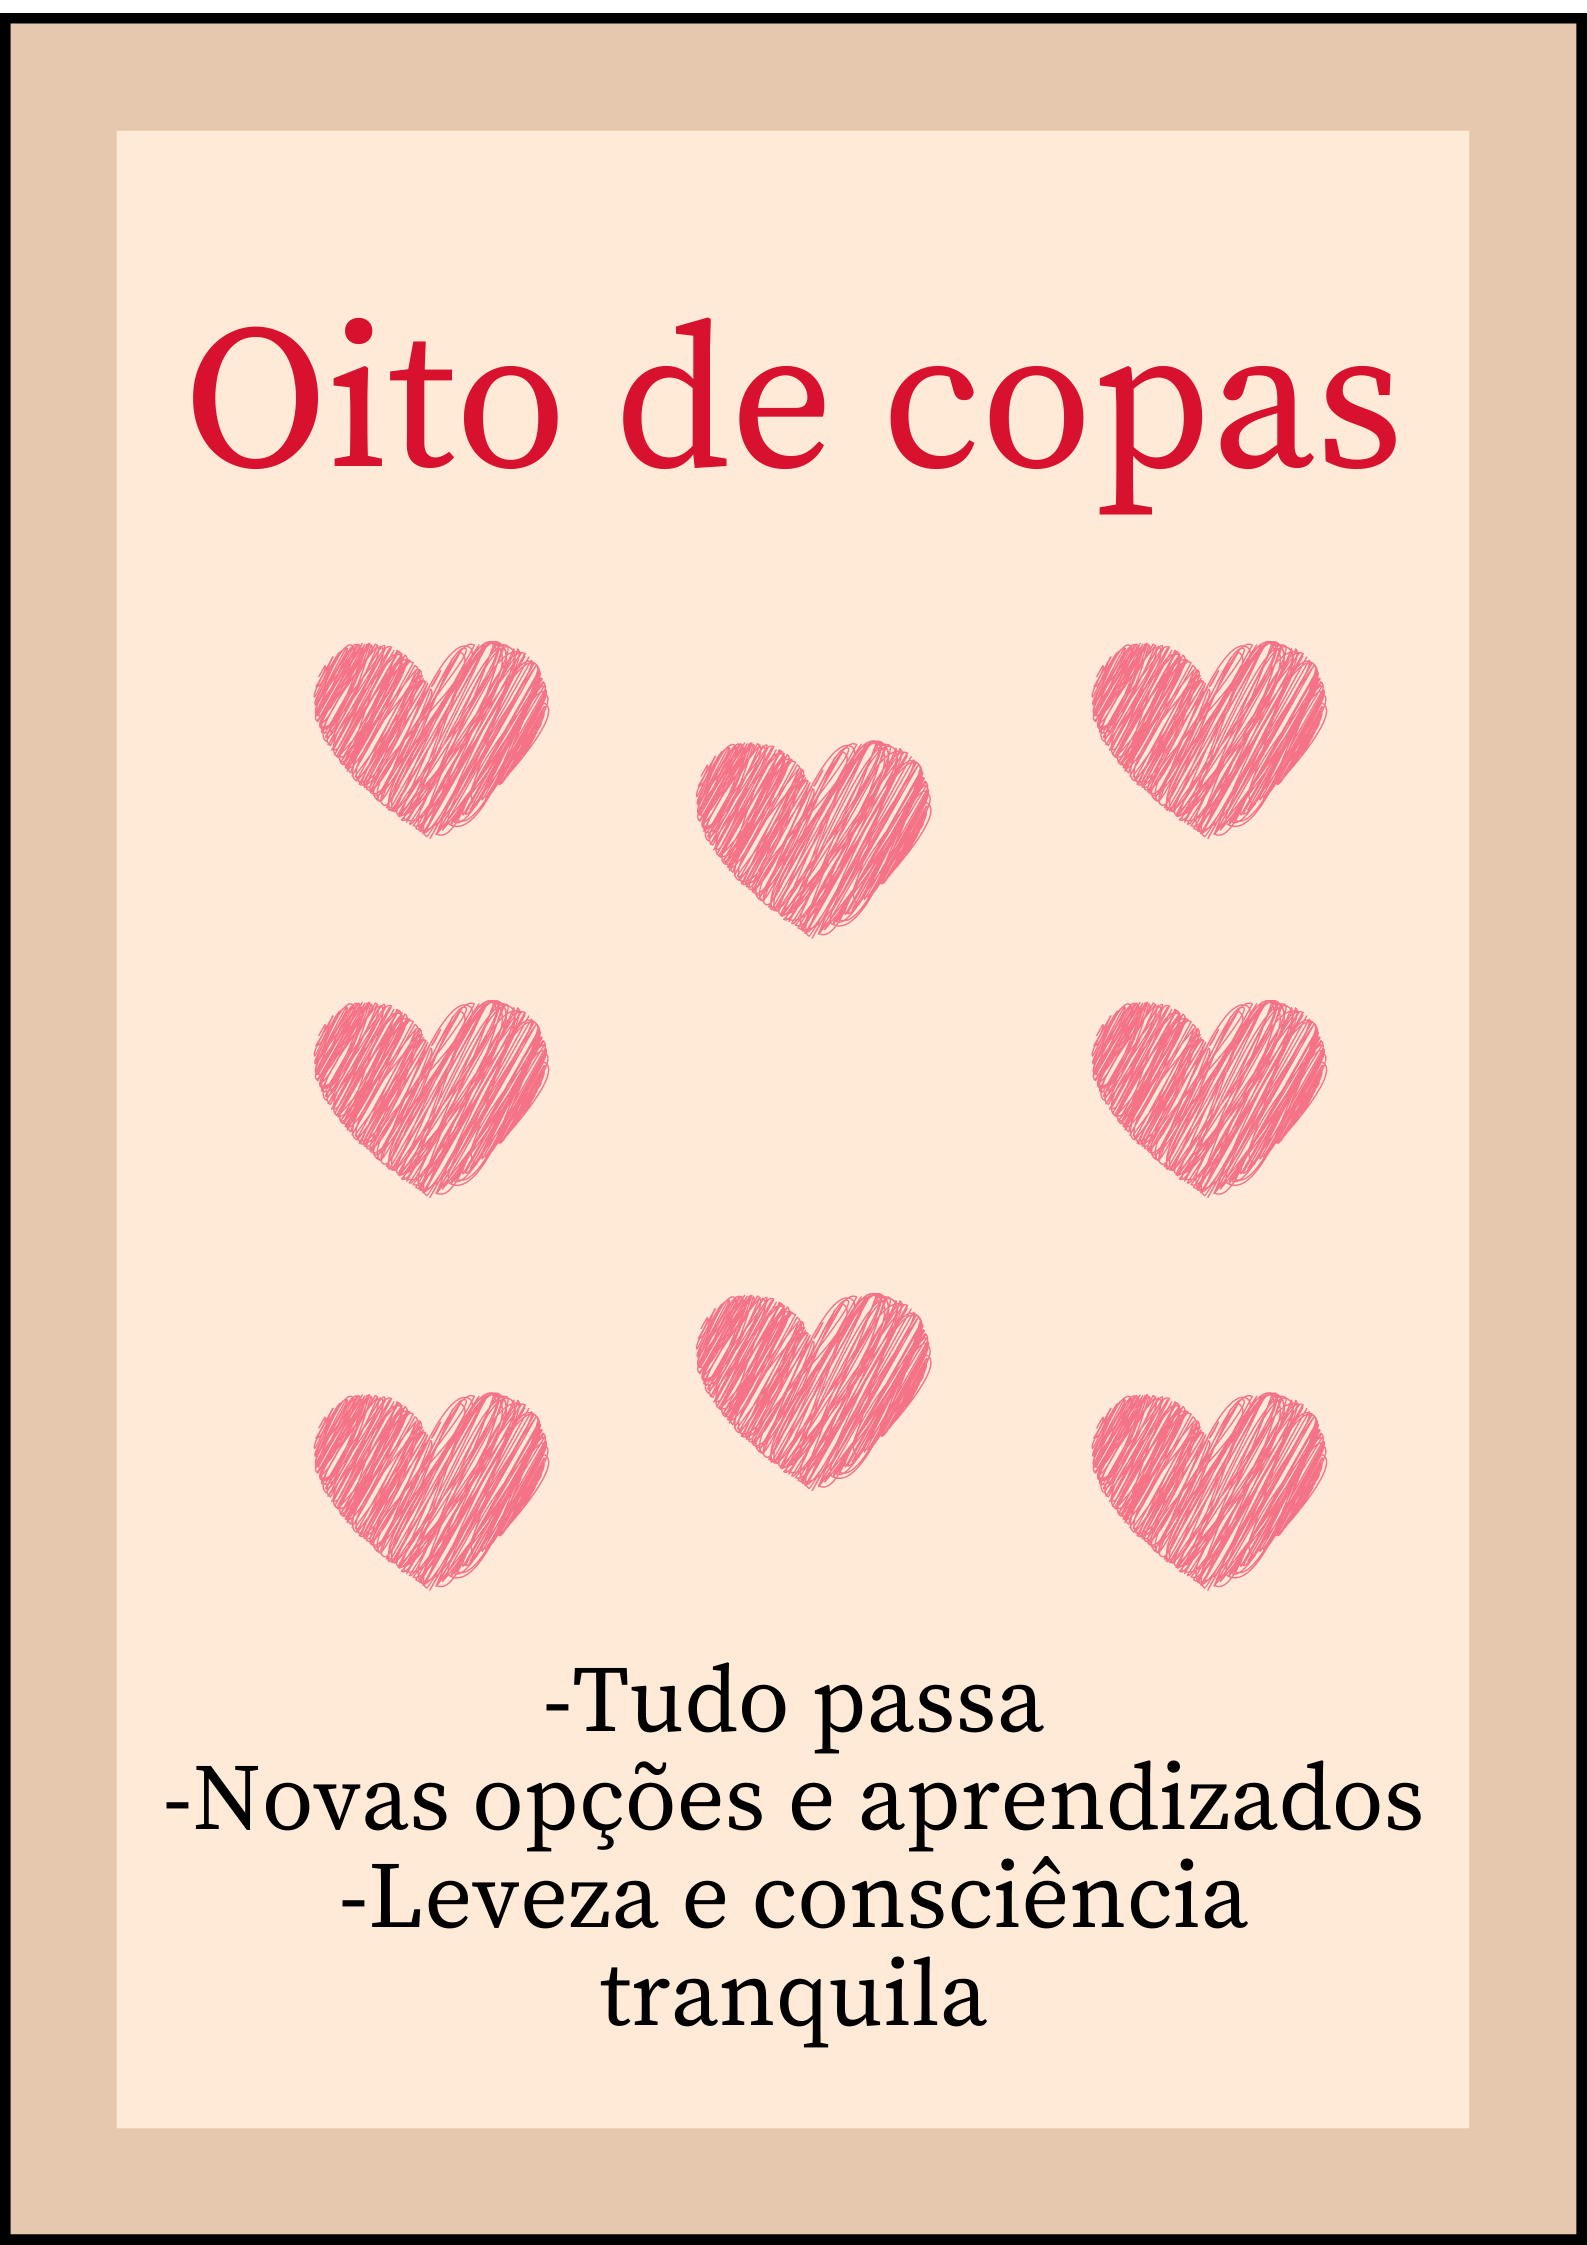 Oito de copas
-Tudo passa
-Novas opções e aprendizados
-Leveza e consciência
tranquila